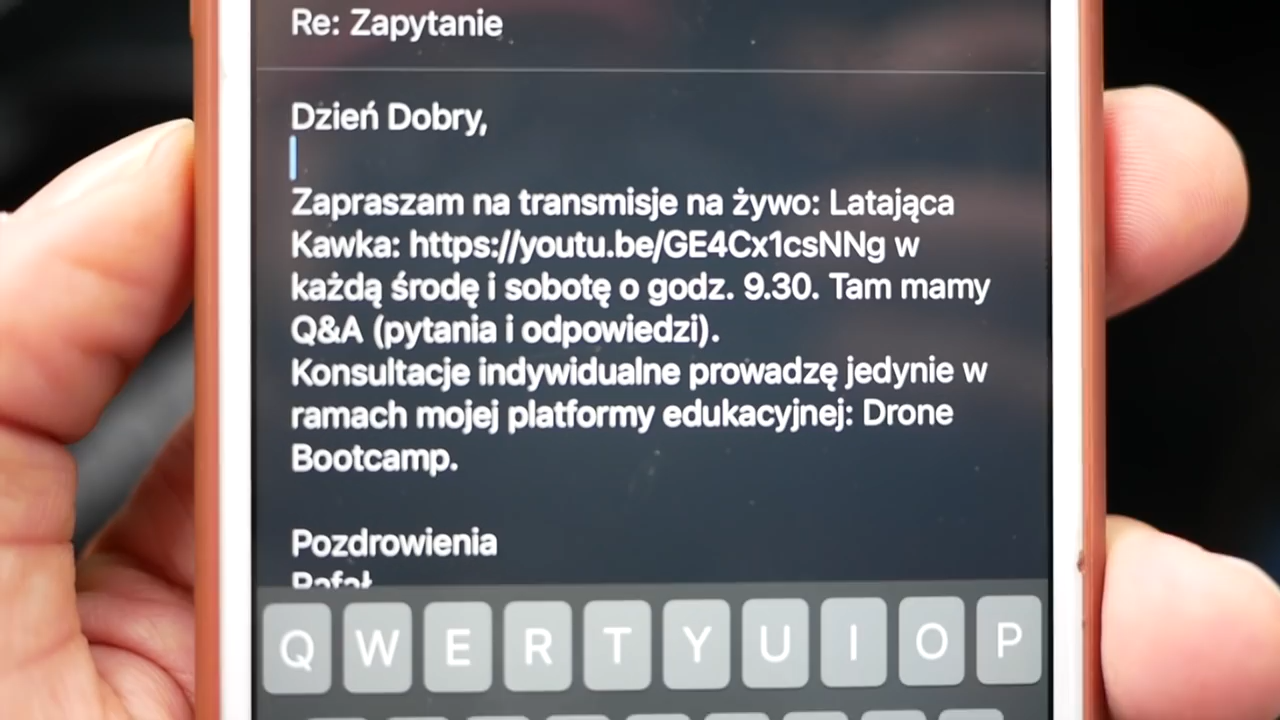 Re: Zapytanie
Dzień Dobry,
Zapraszam na transmisje na żywo: Latająca
Kawka: https://youtu.be/GE4Cx1csNNg w
każdą środę i sobotę o godz. 9.30. Tam mamy
Q&A (pytania i odpowiedzi).
Konsultacje indywidualne prowadzę jedynie w
ramach mojej platformy edukacyjnej: Drone
Bootcamp.
Pozdrowienia
Rafał
Q W E R T Y U I O P